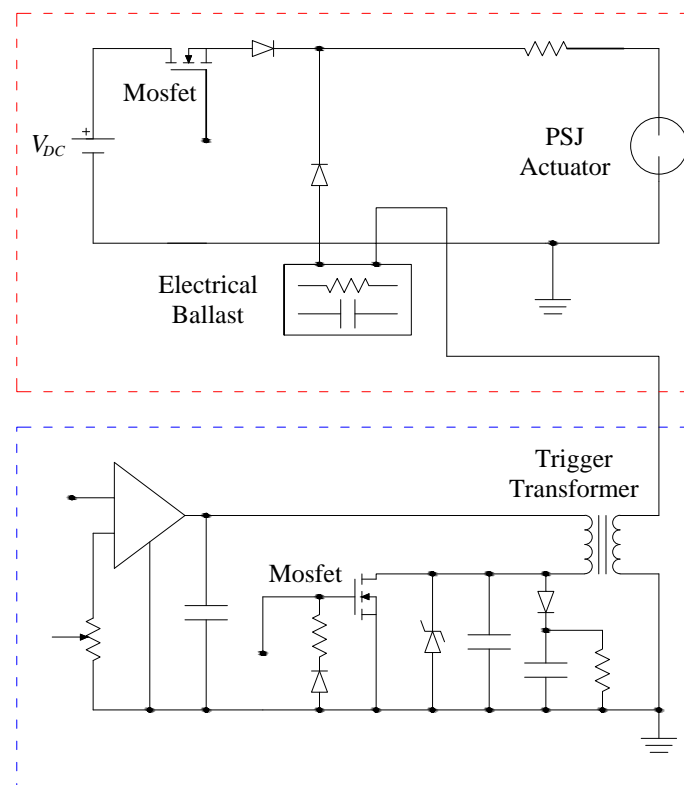 Mosfet
+
V_DC
PSJ
Actuator
Electrical
Ballast
Trigger
Transformer
Mosfet